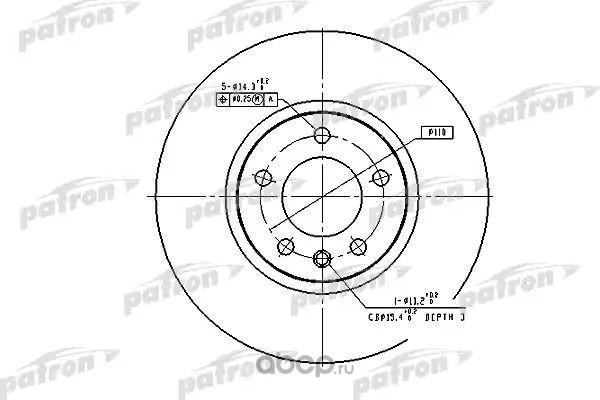 patron
patron
patron
patron
5-ø14.3 +0.2 0
ø0.25 M A
ø110
patron
patron
patron
patron
1-ø11.2 +0.2 0
CBø15.4 +0.2 0 DEPTH 3
patron
patron
patron
авср.ru